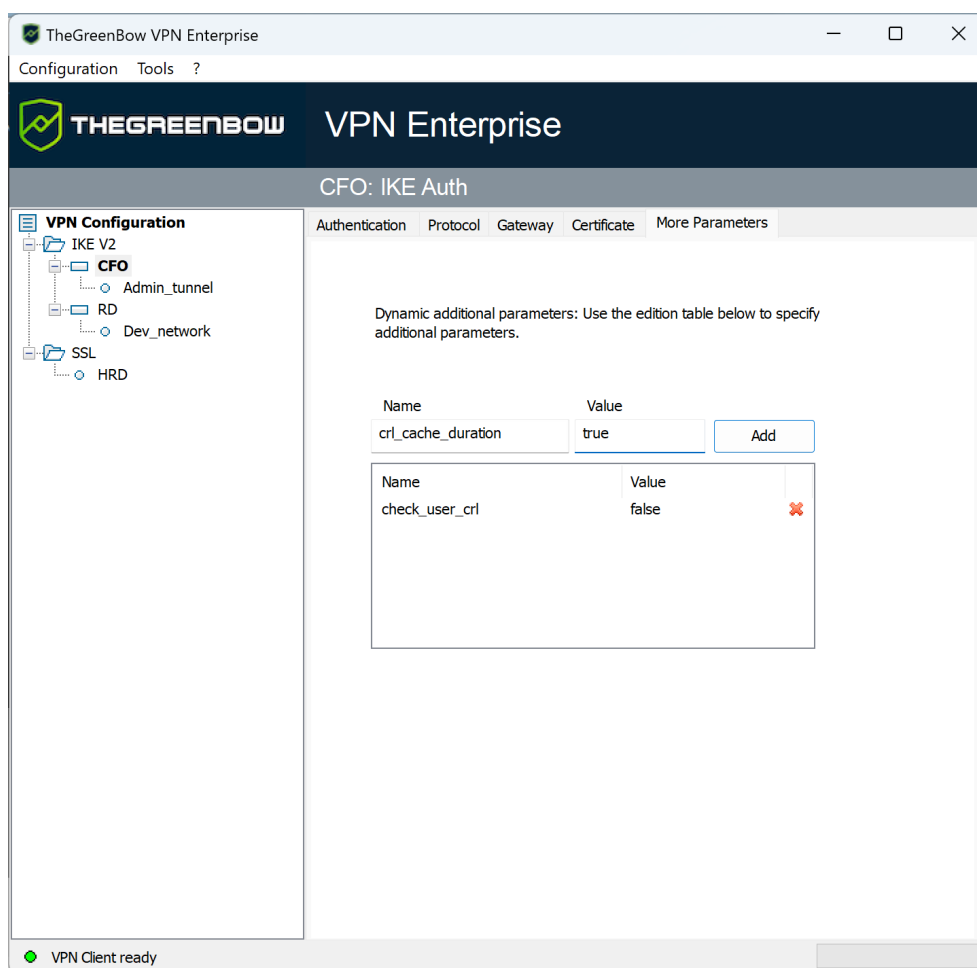 TheGreenBow VPN Enterprise
Configuration Tools ?
THEGREENBOW
VPN Enterprise
CFO: IKE Auth
VPN Configuration
IKE V2
CFO
Admin_tunnel
RD
Dev_network
SSL
HRD
Authentication Protocol Gateway Certificate More Parameters
Dynamic additional parameters: Use the edition table below to specify
additional parameters.
Name Value
crl_cache_duration true Add
Name Value
check_user_crl false
VPN Client ready